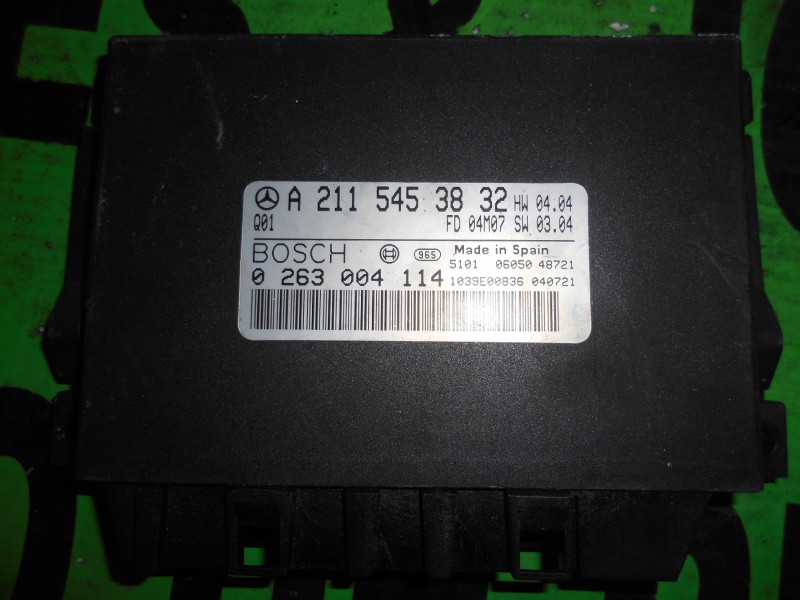 A 211 545 38 32 HW 04.04
Q01 FD 04M07 SW 03.04
BOSCH 965 Made in Spain
5101 06050 48721
0 263 004 114 1039E00836 040721